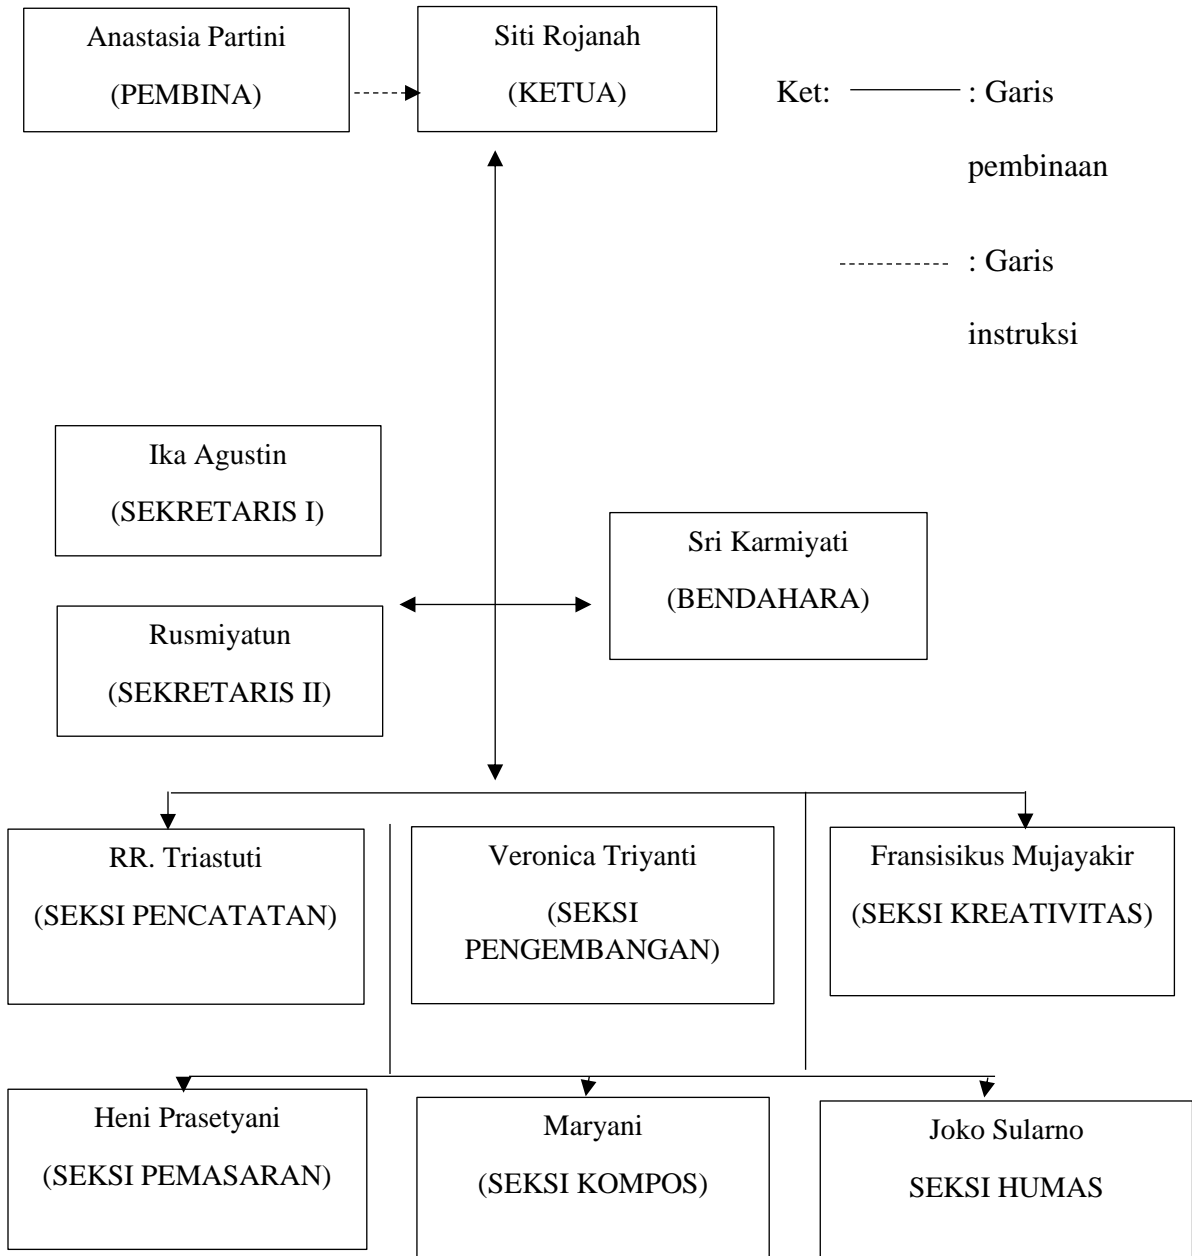 Anastasia Partini
(PEMBINA)
Siti Rojanah
(KETUA)
Ket: : Garis
pembinaan
: Garis
instruksi
Ika Agustin
(SEKRETARIS I)
Sri Karmiyati
(BENDAHARA)
Rusmiyatun
(SEKRETARIS II)
RR. Triastuti
(SEKSI PENCATATAN)
Veronica Triyanti
(SEKSI
PENGEMBANGAN)
Fransisikus Mujayakir
(SEKSI KREATIVITAS)
Heni Prasetyani
(SEKSI PEMASARAN)
Maryani
(SEKSI KOMPOS)
Joko Sularno
SEKSI HUMAS